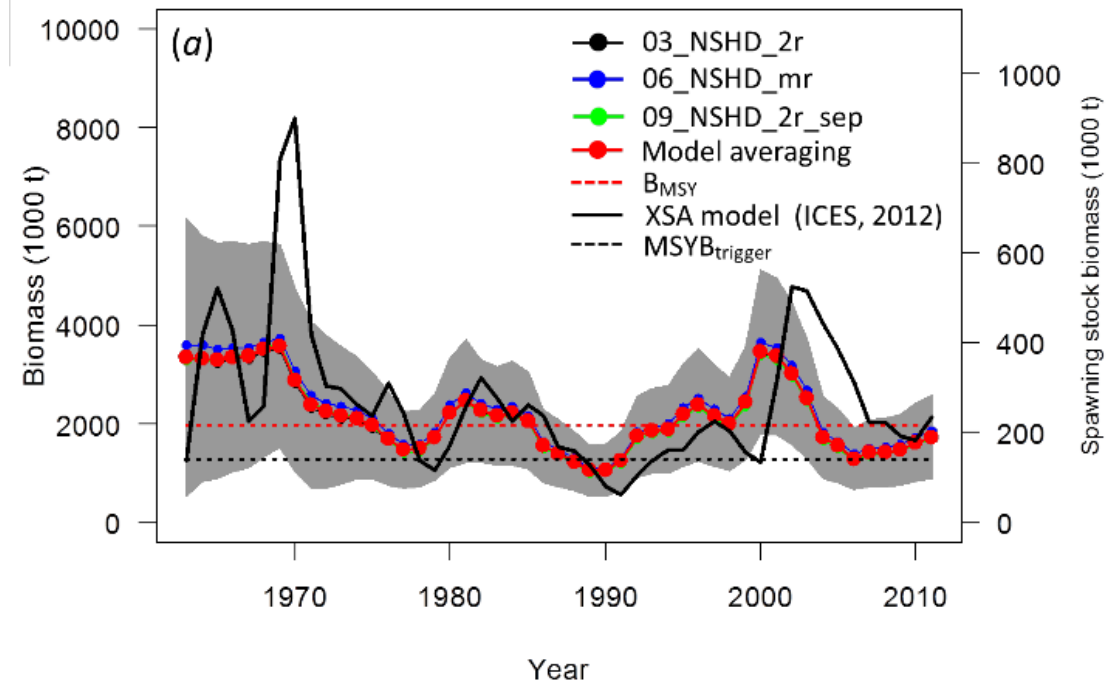 (a)
03_NSHD_2r
06_NSHD_mr
09_NSHD_2r_sep
Model averaging
BMSY
XSA model (ICES, 2012)
MSYBtrigger
Biomass (1000 t)
10000
8000
6000
4000
2000
0
Spawning stock biomass (1000 t)
1000
800
600
400
200
0
1970
1980
1990
2000
2010
Year